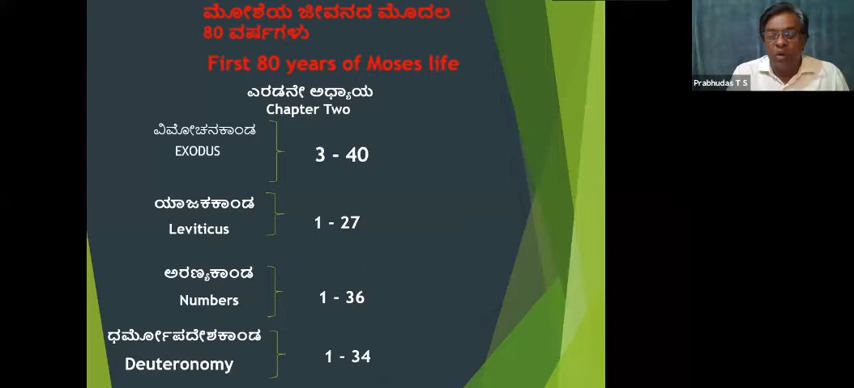 ಮೋಶೆಯ ಜೀವನದ ಮೊದಲ
80 ವರ್ಷಗಳು
First 80 years of Moses life
ಎರಡನೇ ಅಧ್ಯಾಯ
Chapter Two
ವಿಮೋಚನಕಾಂಡ
EXODUS
3 - 40
ಯಾಜಕಕಾಂಡ
Leviticus
1 - 27
ಅರಣ್ಯಕಾಂಡ
Numbers
1 - 36
ಧರ್ಮೋಪದೇಶಕಾಂಡ
Deuteronomy
1 - 34
Prabhudas T S